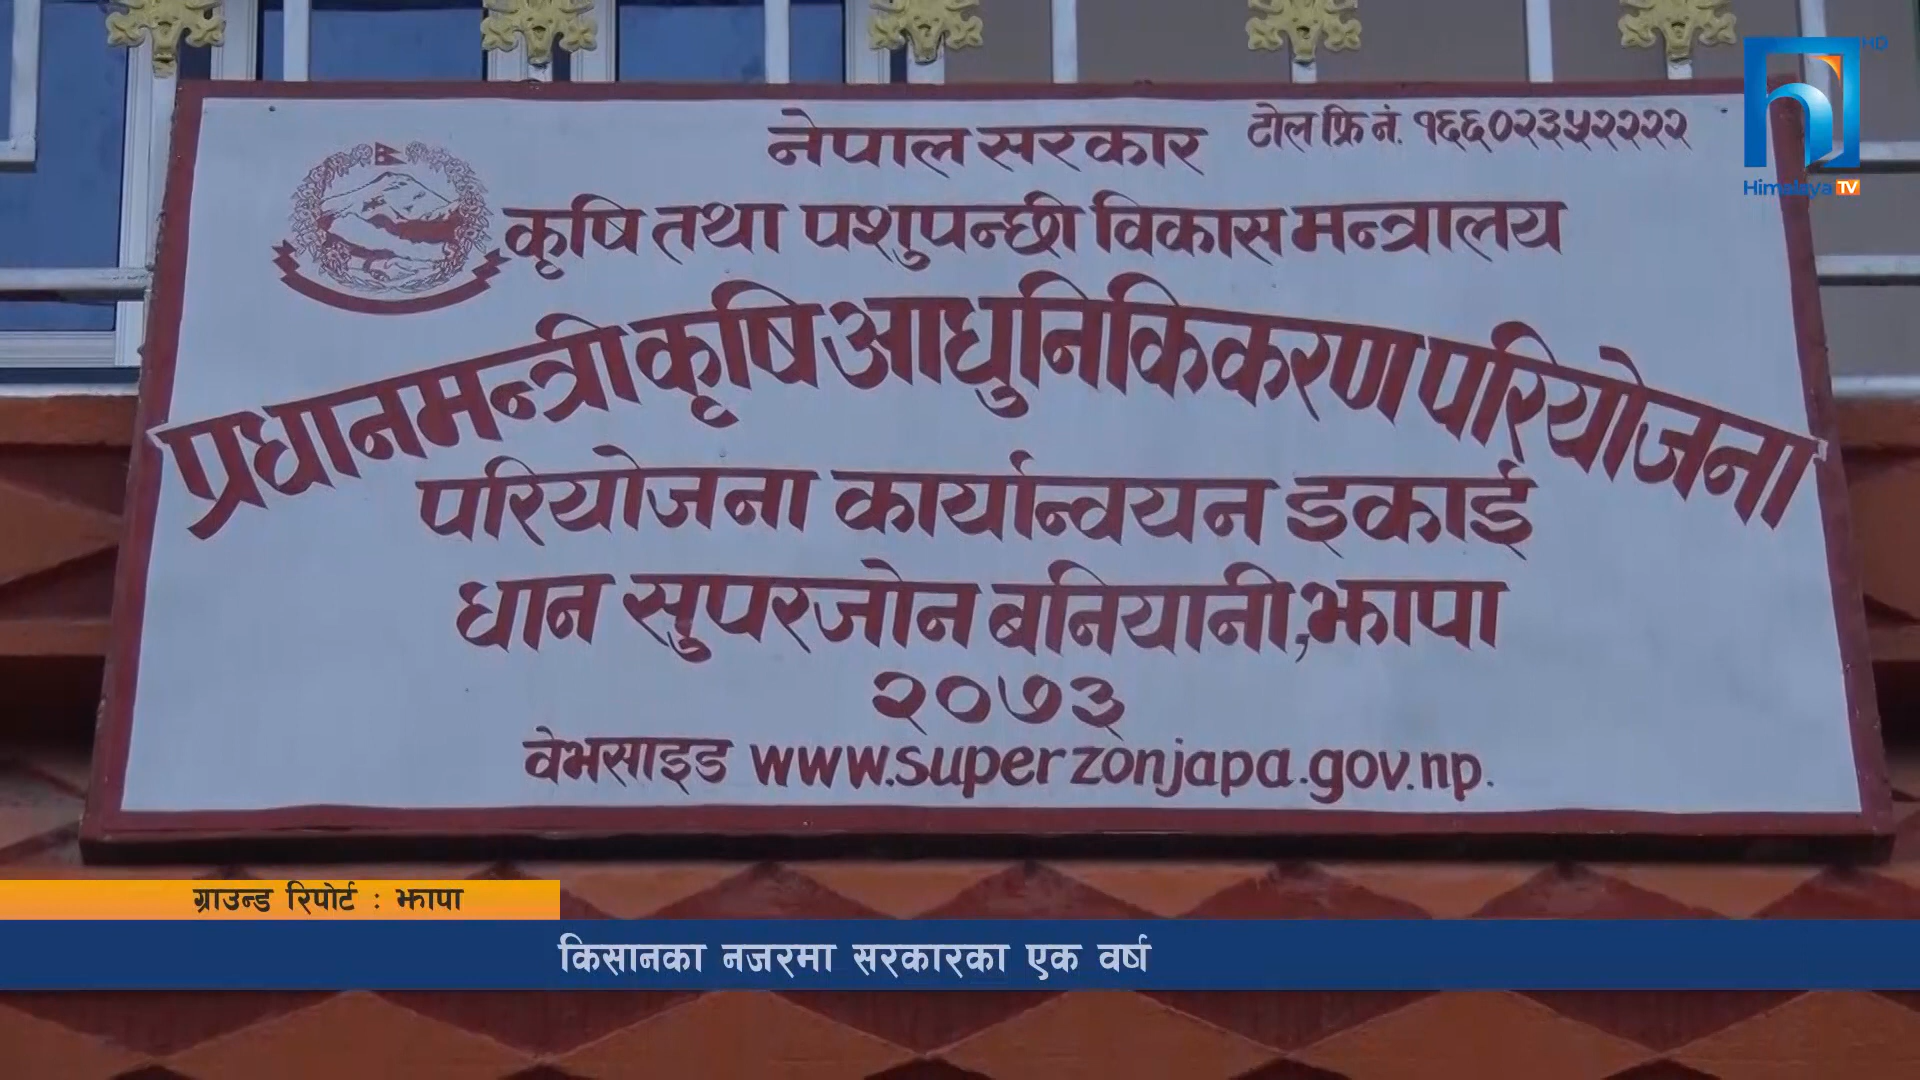 नेपाल सरकार
टोल फ्रि नं. १६६०२३५२२२२
कृषि तथा पशुपन्छी विकास मन्त्रालय
प्रधानमन्त्री कृषि आधुनिकिकरण परियोजना
परियोजना कार्यान्वयन इकाई
धान सुपरजोन बनियानी, झापा
२०७३
वेभसाइड www.superzonjapa.gov.np.
HD
Himalaya TV
ग्राउन्ड रिपोर्ट : झापा
किसानका नजरमा सरकारका एक वर्ष